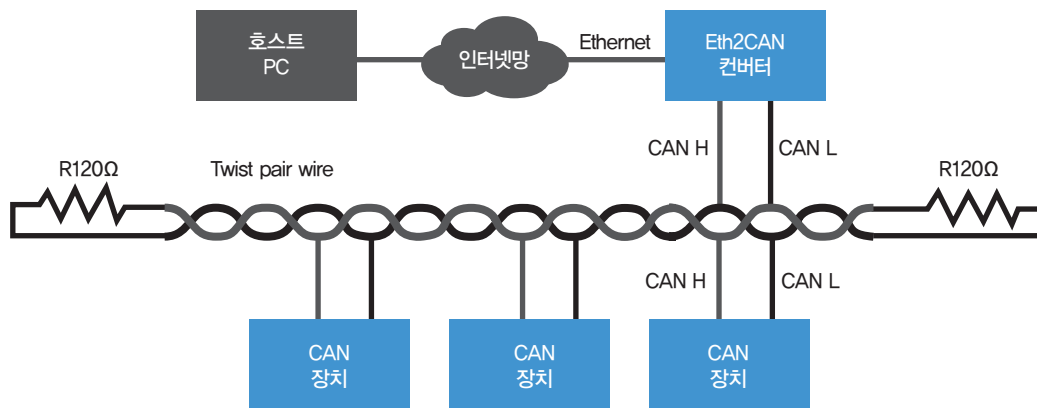 호스트
PC
인터넷망
Ethernet
Eth2CAN
컨버터
CAN H
CAN L
R120Ω
Twist pair wire
R120Ω
CAN H
CAN L
CAN
장치
CAN
장치
CAN
장치